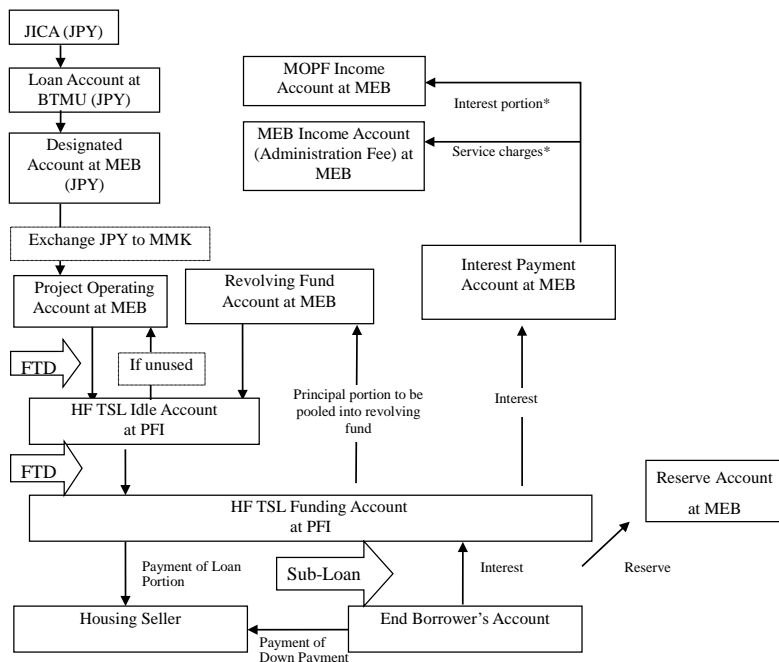 JICA (JPY)
Loan Account at
BTMU (JPY)
Designated
Account at MEB
(JPY)
Exchange JPY to MMK
Project Operating
Account at MEB
Revolving Fund
Account at MEB
MOPF Income
Account at MEB
Interest portion*
MEB Income Account
(Administration Fee) at
MEB
Service charges*
Interest Payment
Account at MEB
FTD
If unused
HF TSL Idle Account
at PFI
Principal portion to be
pooled into revolving
fund
Interest
FTD
HF TSL Funding Account
at PFI
Reserve Account
at MEB
Payment of Loan
Portion
Sub-Loan
Interest
Reserve
Housing Seller
End Borrower’s Account
Payment of
Down Payment